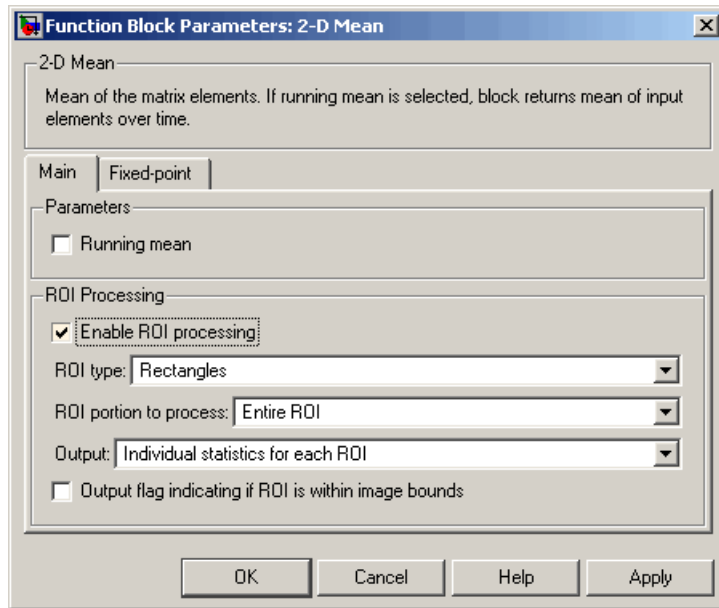 Function Block Parameters: 2-D Mean
2-D Mean
Mean of the matrix elements. If running mean is selected, block returns mean of input
elements over time.
Main Fixed-point
Parameters
Running mean
ROI Processing
Enable ROI processing
ROI type: Rectangles
ROI portion to process: Entire ROI
Output: Individual statistics for each ROI
Output flag indicating if ROI is within image bounds
OK Cancel Help Apply